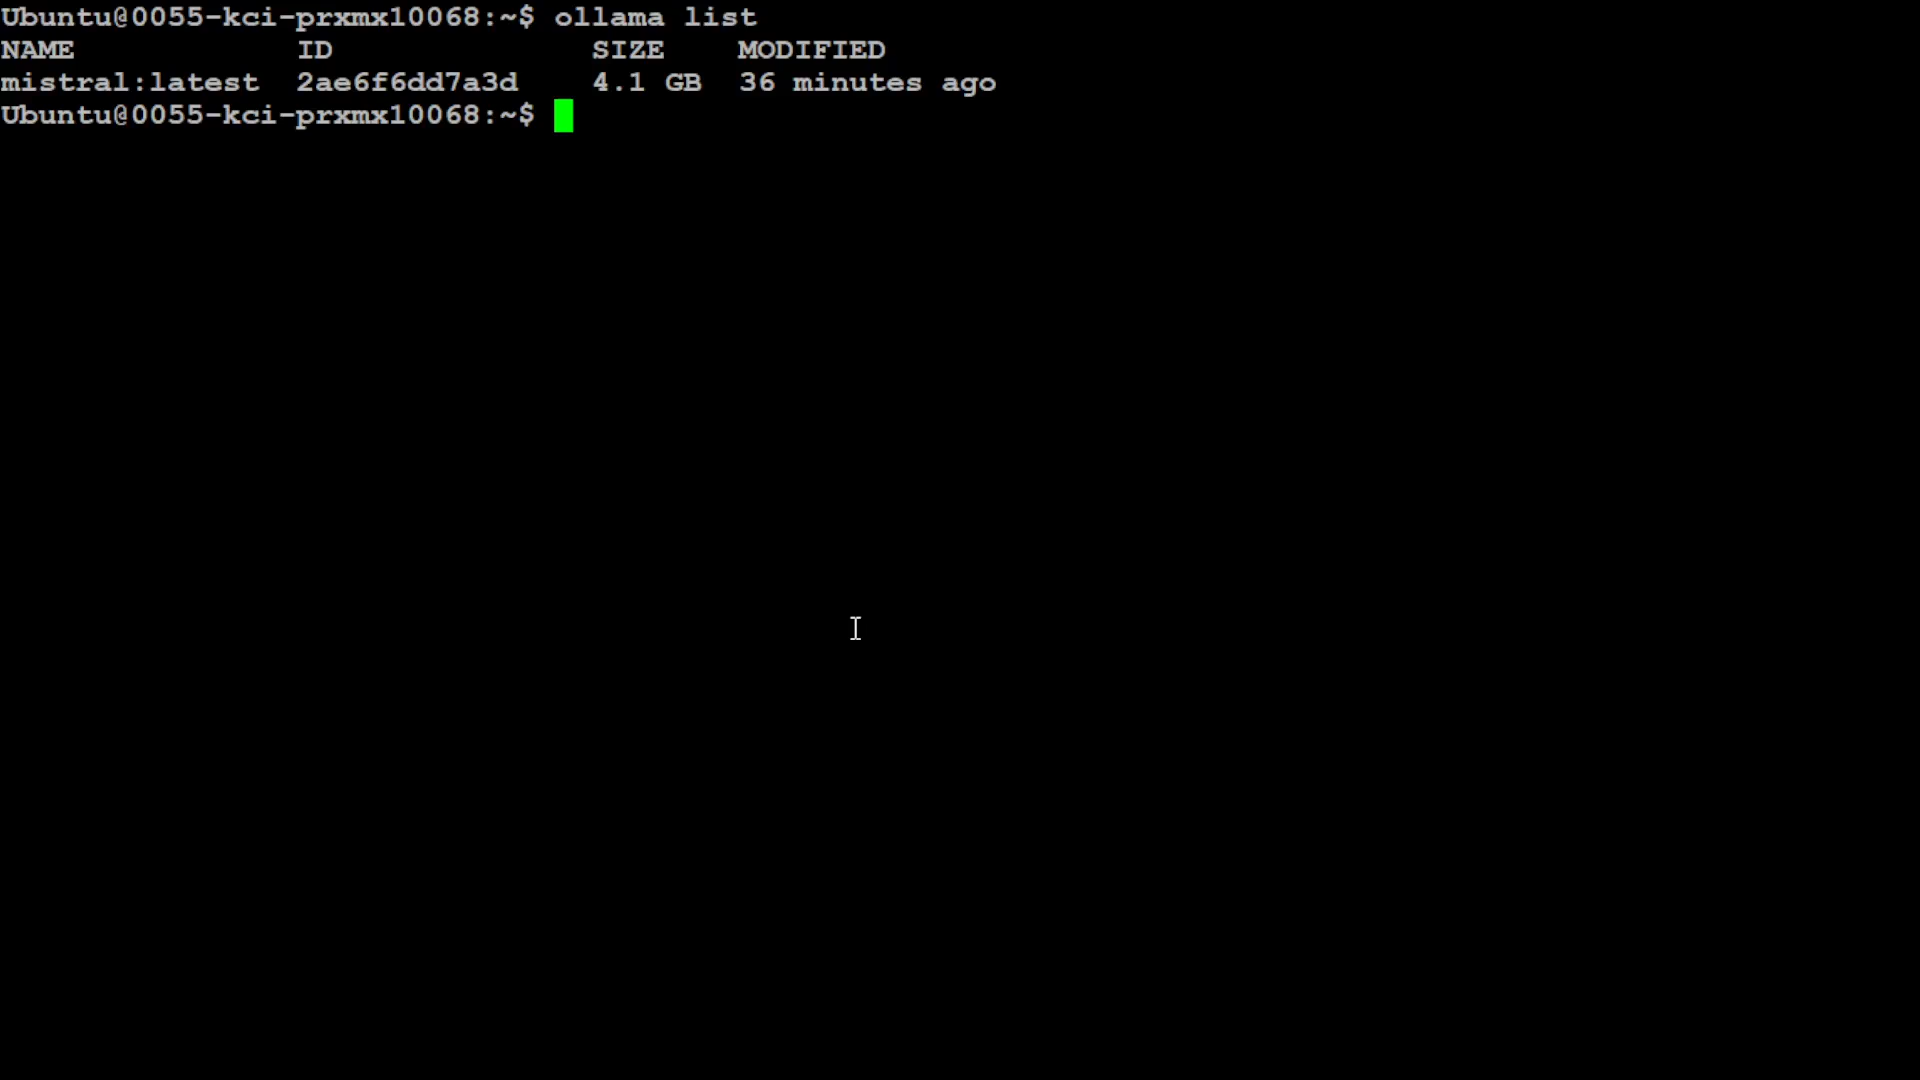 Ubuntu@0055-kci-prxmx10068:~$ ollama list
NAME ID SIZE MODIFIED
mistral:latest 2ae6f6dd7a3d 4.1 GB 36 minutes ago
Ubuntu@0055-kci-prxmx10068:~$